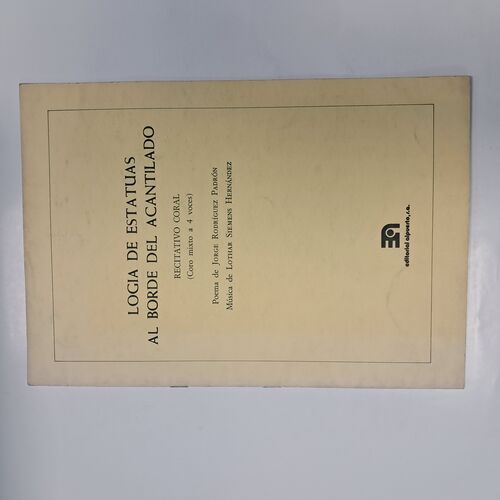 LOGIA DE ESTATUAS
AL BORDE DEL ACANTILADO
RECITATIVO CORAL
(Coro mixto a 4 voces)
Poema de JORGE RODRÍGUEZ PADRÓN
Música de LOTHAR SIEMENS HERNÁNDEZ
editorial alpuerto, s.a.